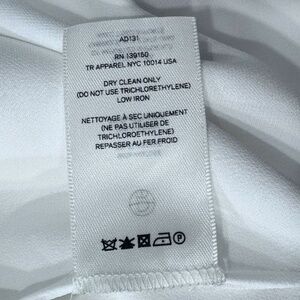 AD131
RN 139150
TR APPAREL NYC 10014 USA
DRY CLEAN ONLY
(DO NOT USE TRICHLORETHYLENE)
LOW IRON
NETTOYAGE À SEC UNIQUEMENT
(NE PAS UTILISER DE
TRICHLOROETHYLENE)
REPASSER AU FER FROID
P